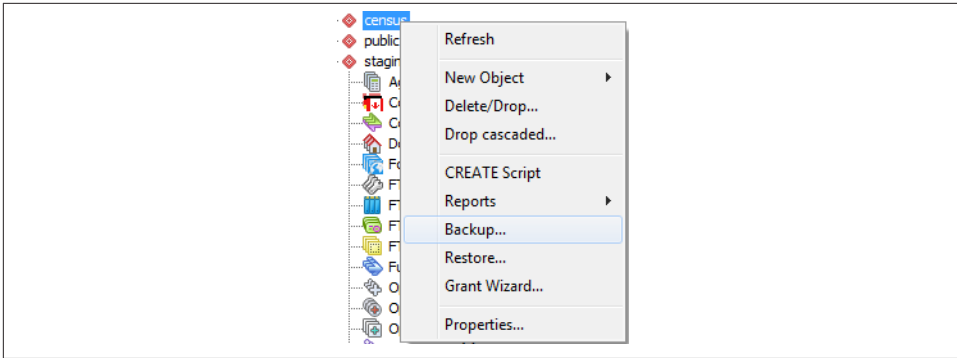 census
public
Refresh
New Object
Delete/Drop...
Drop cascaded...
CREATE Script
Reports
Backup...
Restore...
Grant Wizard...
Properties...